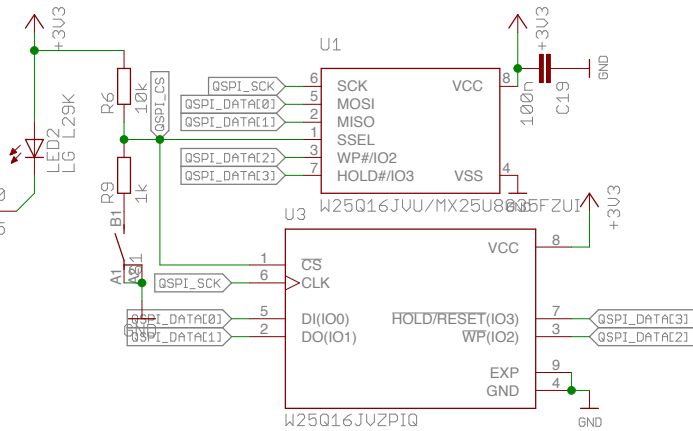 +3V3
+3V3
U1
GND
R6
10k
QSPI_CS
100n
C19
QSPI_SCK
6
SCK
VCC
8
QSPI_DATA[0]
5
MOSI
QSPI_DATA[1]
2
MISO
1
SSEL
QSPI_DATA[2]
3
WP#/IO2
QSPI_DATA[3]
7
HOLD#/IO3
VSS
4
LED2
LG L29K
R9
1k
GND
+3V3
U3
B1
VCC
8
1
CS
A1
QSPI_SCK
6
CLK
QSPI_DATA[0]
5
DI(IO0)
HOLD/RESET(IO3)
7
QSPI_DATA[3]
GND
QSPI_DATA[1]
2
DO(IO1)
WP(IO2)
3
QSPI_DATA[2]
EXP
9
GND
4
W25Q16JVZPIQ
GND